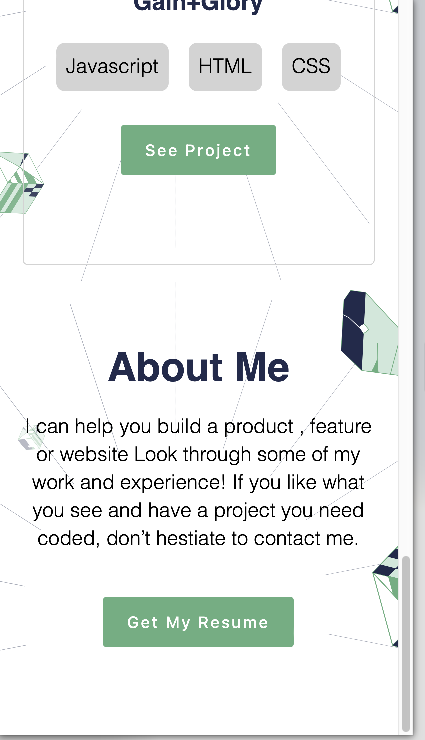 Gain+Glory
Javascript HTML CSS
See Project
About Me
I can help you build a product , feature
or website Look through some of my
work and experience! If you like what
you see and have a project you need
coded, don’t hestiate to contact me.
Get My Resume